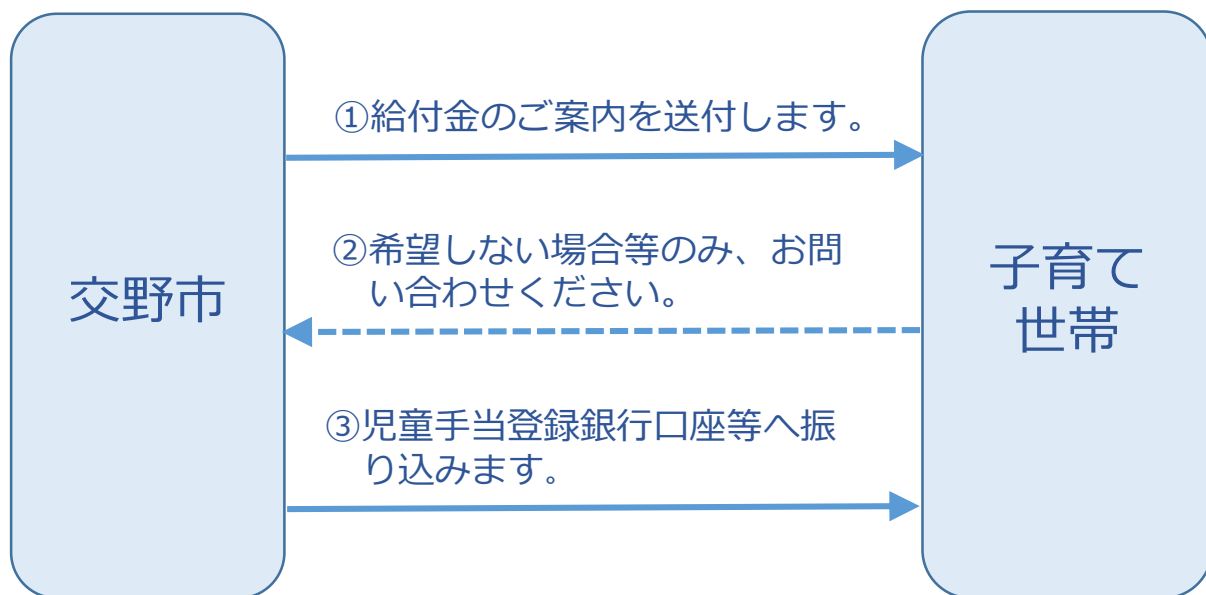 交野市
①給付金のご案内を送付します。
②希望しない場合等のみ、お問
い合わせください。
③児童手当登録銀行口座等へ振
り込みます。
子育て
世帯